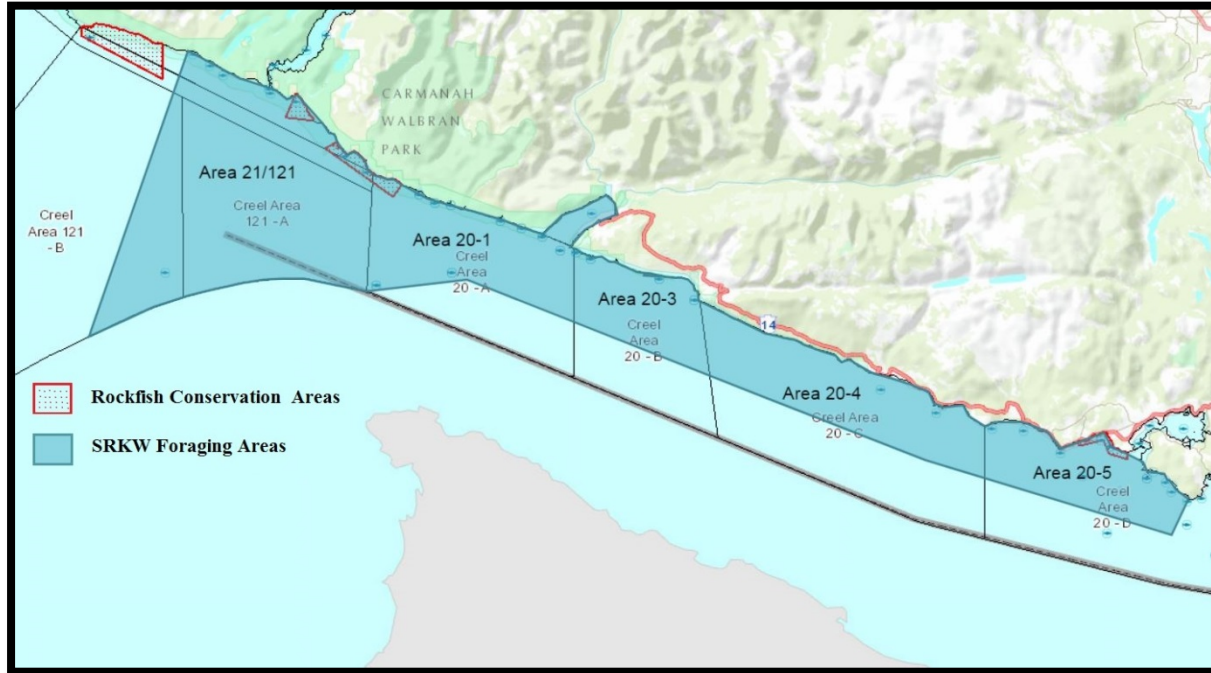 CARMANAH
WALBRAN
PARK
Area 21/121
Creel Area
121 - A
Creel
Area 121
- B
Area 20-1
Creel
Area
20 - A
Area 20-3
Creel
Area
20 - B
14
Area 20-4
Creel Area
20 - C
Area 20-5
Creel
Area
20 - D
Rockfish Conservation Areas
SRKW Foraging Areas